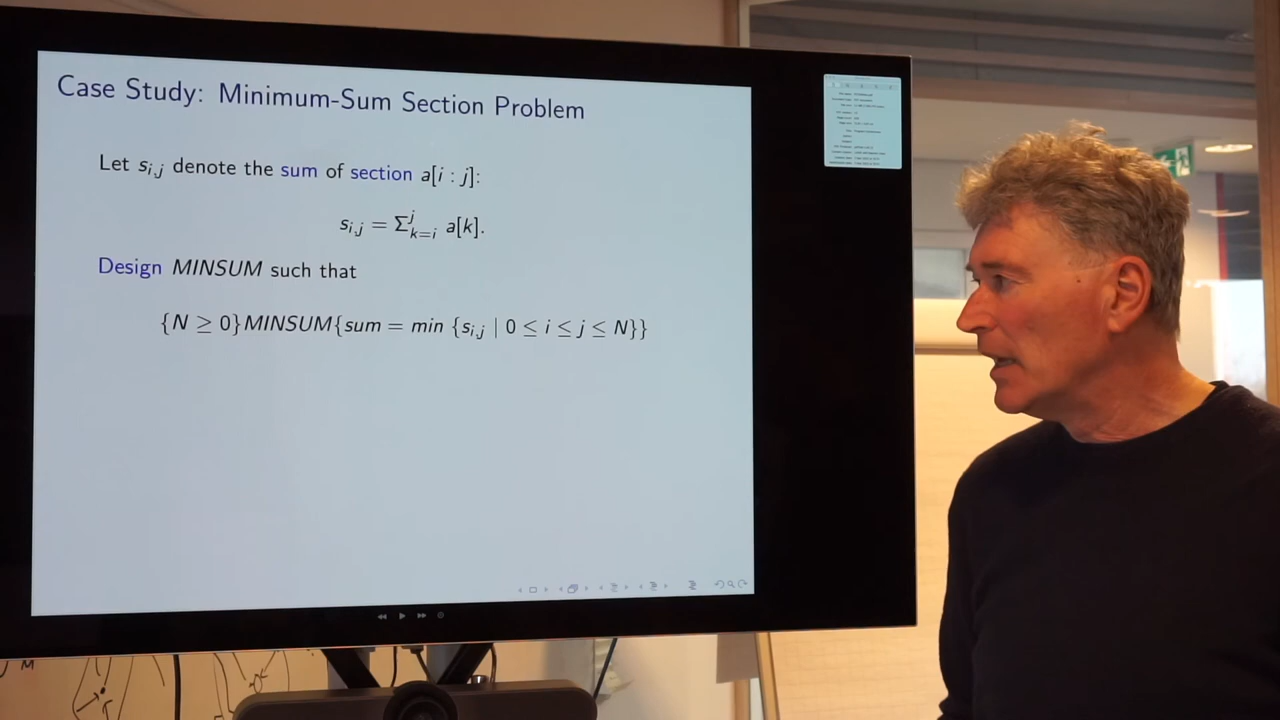 Case Study: Minimum-Sum Section Problem
Let s_{i,j} denote the sum of section a[i : j]:
s_{i,j} = Σ_{k=i}^{j} a[k].
Design MINSUM such that
{N ≥ 0}MINSUM{sum = min {s_{i,j} | 0 ≤ i ≤ j ≤ N}}